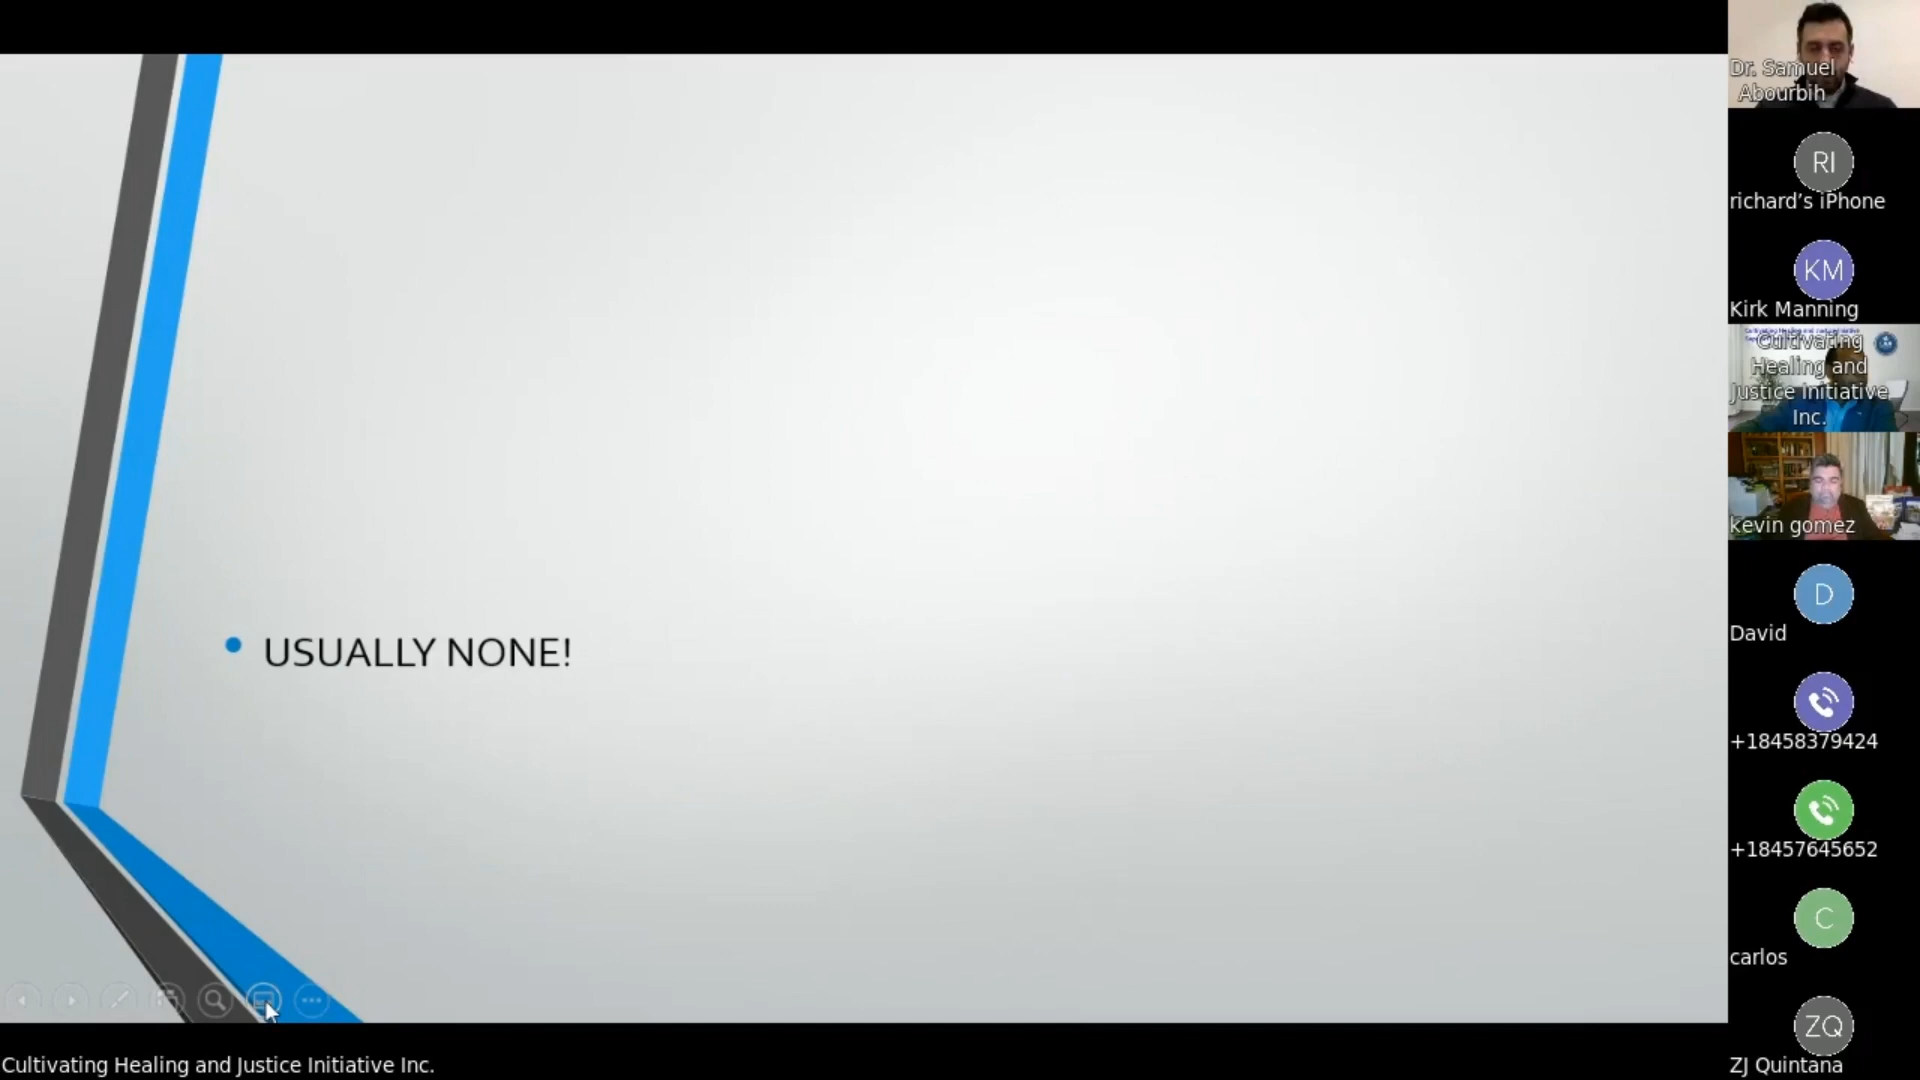 USUALLY NONE!
Cultivating Healing and Justice Initiative Inc.
Dr. Samuel
Abourbih
RI
richard’s iPhone
KM
Kirk Manning
Cultivating
Healing and
Justice Initiative
Inc.
kevin gomez
D
David
+18458379424
+18457645652
C
carlos
ZQ
ZJ Quintana